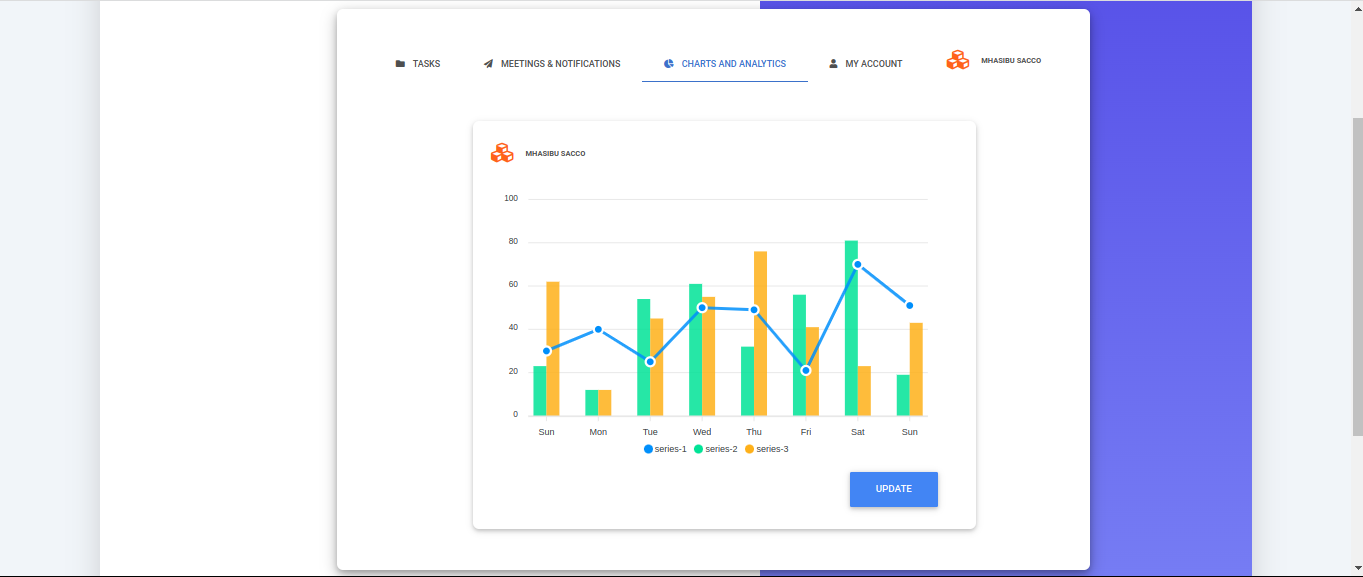 TASKS MEETINGS & NOTIFICATIONS CHARTS AND ANALYTICS MY ACCOUNT MHASIBU SACCO
MHASIBU SACCO
100
80
60
40
20
0
Sun Mon Tue Wed Thu Fri Sat Sun
series-1 series-2 series-3
UPDATE